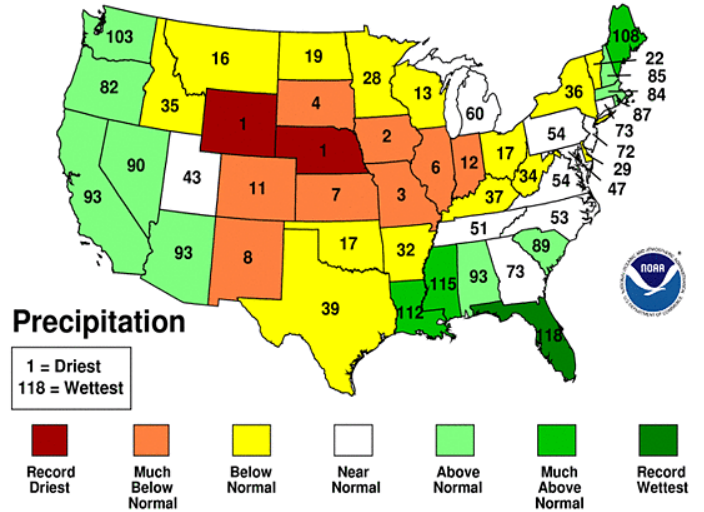 103
16
19
28
13
60
108
22
85
84
87
73
72
29
47
82
35
1
4
36
54
2
1
90
43
11
7
3
6
12
17
34
37
54
53
51
93
93
8
17
32
39
115
93
73
89
112
118
NOAA
Precipitation
1 = Driest
118 = Wettest
Record
Driest
Much
Below
Normal
Below
Normal
Near
Normal
Above
Normal
Much
Above
Normal
Record
Wettest